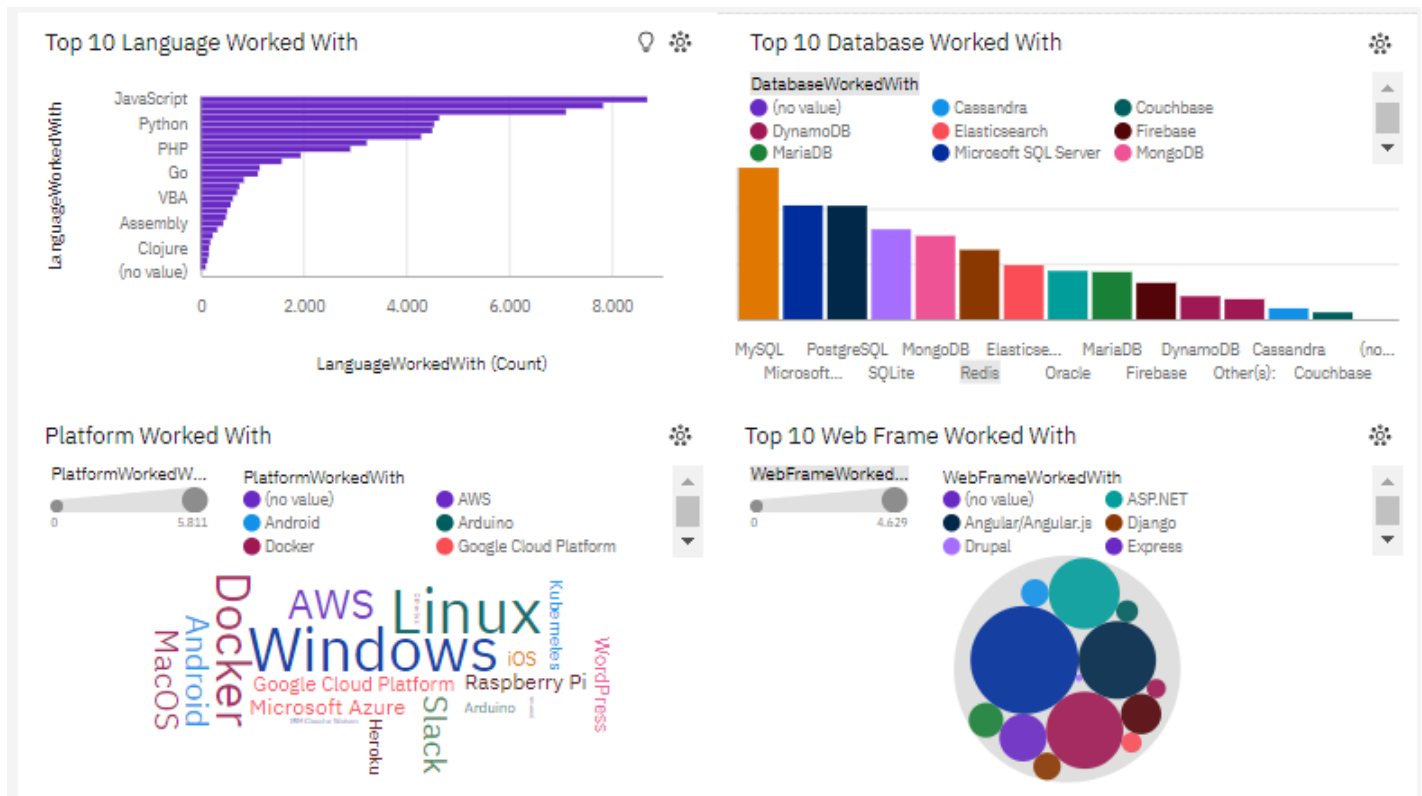 Top 10 Language Worked With
LanguageWorkedWith
JavaScript
Python
PHP
Go
VBA
Assembly
Clojure
(no value)
0 2.000 4.000 6.000 8.000
LanguageWorkedWith (Count)
Top 10 Database Worked With
DatabaseWorkedWith
(no value) Cassandra Couchbase
DynamoDB Elasticsearch Firebase
MariaDB Microsoft SQL Server MongoDB
MySQL PostgreSQL MongoDB Elasticse... MariaDB DynamoDB Cassandra (no...
Microsoft... SQLite Redis Oracle Firebase Other(s): Couchbase
Platform Worked With
PlatformWorkedW...
0 5.811
PlatformWorkedWith
(no value) AWS
Android Arduino
Docker Google Cloud Platform
Docker
AWS
Linux
Kubernetes
Windows
Android
MacOS
iOS
WordPress
Google Cloud Platform
Raspberry Pi
Microsoft Azure
Slack
Arduino
Heroku
Top 10 Web Frame Worked With
WebFrameWorked...
0 4.629
WebFrameWorkedWith
(no value) ASP.NET
Angular/Angular.js Django
Drupal Express